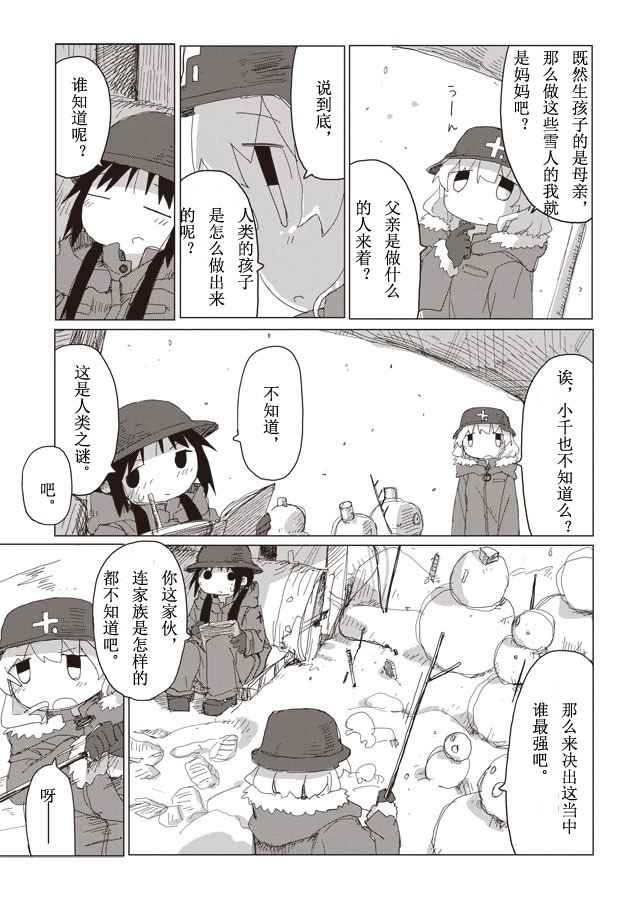 既然生孩子的是母亲，
那么做这些雪人的我就
是妈妈吧？
うーん
父亲是做什么
的人来着？
说到底，
人类的孩子
是怎么做出来
的呢？
谁知道呢？
诶，小千也不知道么？
不知道，
这是人类之谜。
吧。
那么来决出这当中
谁最强吧。
你这家伙，
连家族是怎样的
都不知道吧。
呀——